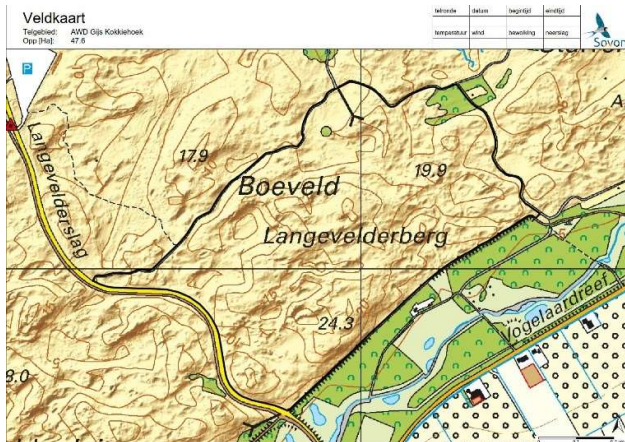 Veldkaart
Telgebied: AWD Gijs Kokkiehoek
Opp [Ha]: 47.6
telronde datum begintijd eindtijd
temperatuur wind bewolking neerslag
Sovon
P
Langevelderslag
17.9
Boeveld
19,9
Langevelderberg
24.3
Vogelaardreef
8.0